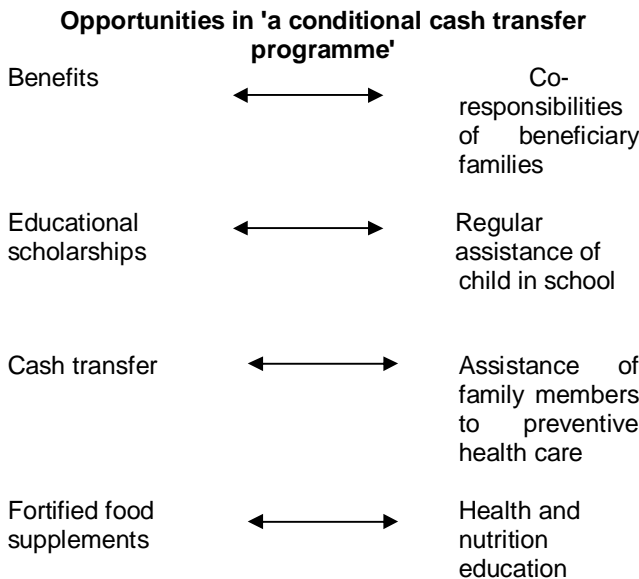 Opportunities in 'a conditional cash transfer
programme'
Benefits
Co-
responsibilities
of beneficiary
families
Educational
scholarships
Regular
assistance of
child in school
Cash transfer
Assistance of
family members
to preventive
health care
Fortified food
supplements
Health and
nutrition
education